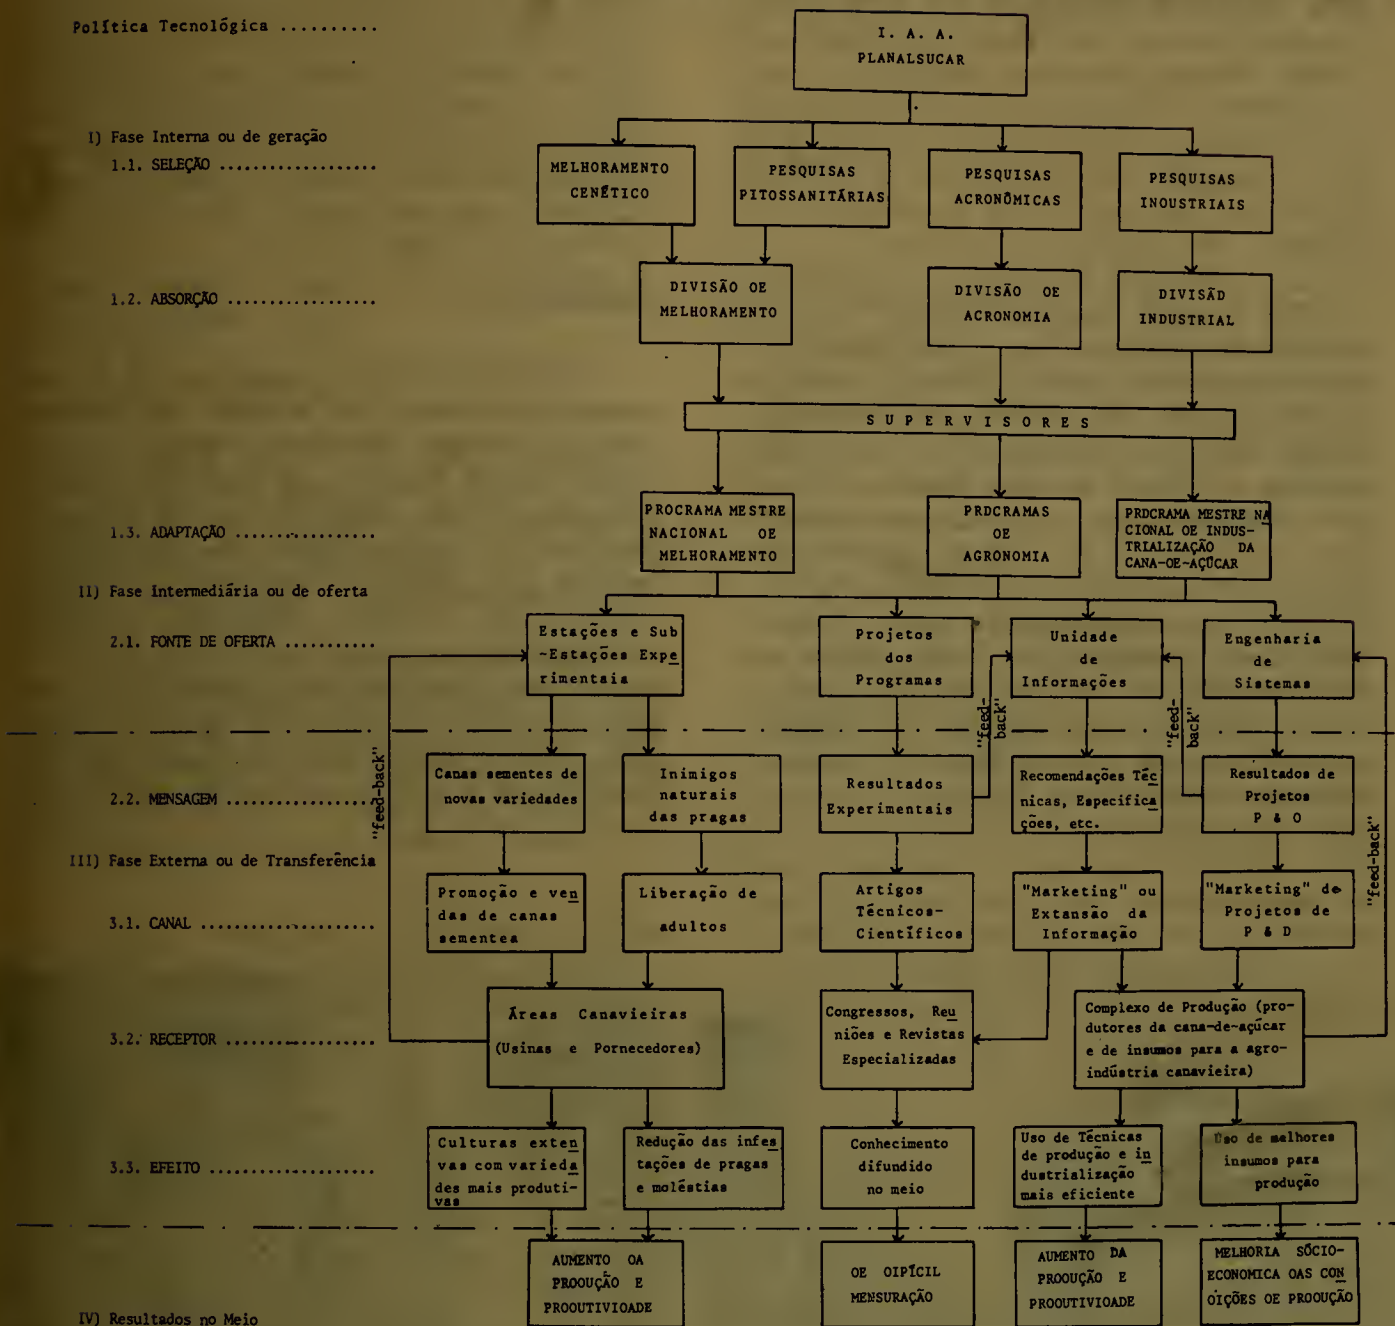 Política Tecnológica ..........
I. A. A.
PLANALSUCAR
I) Fase Interna ou de geração
1.1. SELEÇÃO ..................
MELHORAMENTO
CENÉTICO
PESQUISAS
PITOSSANITÁRIAS
PESQUISAS
ACRONÔMICAS
PESQUISAS
INOUSTRIAIS
1.2. ABSORÇÃO .................
DIVISÃO OE
MELHORAMENTO
DIVISÃO OE
ACRONOMIA
DIVISÃD
INDUSTRIAL
S U P E R V I S O R E S
1.3. ADAPTAÇÃO ................
PROCRAMA MESTRE
NACIONAL OE
MELHORAMENTO
PRDCRAMAS
OE
AGRONOMIA
PRDCRAMA MESTRE NA
CIONAL OE INDUS-
TRIALIZAÇÃO DA
CANA-OE-AÇÚCAR
II) Fase Intermediária ou de oferta
2.1. FONTE DE OFERTA ...........
Estações e Sub
-Estações Expe
rimentaia
Projetos
dos
Programas
Unidade
de
Informações
Engenharia
de
Sistemas
"feed-
back"
"feed-
back"
2.2. MENSAGEM ..................
Canas sementes de
novas variedades
Inimigos
naturais
das pragas
Resultados
Experimentais
Recomendações Téc
nicas, Especifica
ções, etc.
Resultados de
Projetos
P & O
"feed-back"
"feed-back"
III) Fase Externa ou de Transferência
3.1. CANAL .....................
Promoção e ven
das de canas
sementea
Liberação de
adultos
Artigos
Técnicos-
Científicos
"Marketing" ou
Extensão da
Informação
"Marketing" de
Projetos de
P & D
3.2. RECEPTOR ..................
Áreas Canavieiras
(Usinas e Pornecedores)
Congressos, Reu
niões e Revistas
Especializadas
Complexo de Produção (pro-
dutores da cana-de-açúcar
e de insumos para a agro-
indústria canavieira)
3.3. EFEITO ....................
Culturas exten
vas com varieda
des mais produti-
vas
Redução das infes
tações de pragas
e moléstias
Conhecimento
difundido
no meio
Uso de Técnicas
de produção e in
dustrialização
mais eficiente
Uso de melhores
insumos para
produção
AUMENTO OA
PROOUÇÃO E
PROOUTIVIOADE
OE OIPÍCIL
MENSURAÇÃO
AUMENTO DA
PROOUÇÃO E
PROOUTIVIOADE
MELHORIA SÓCIO-
ECONOMICA OAS CON
OIÇÕES OE PROOUÇÃO
IV) Resultados no Meio